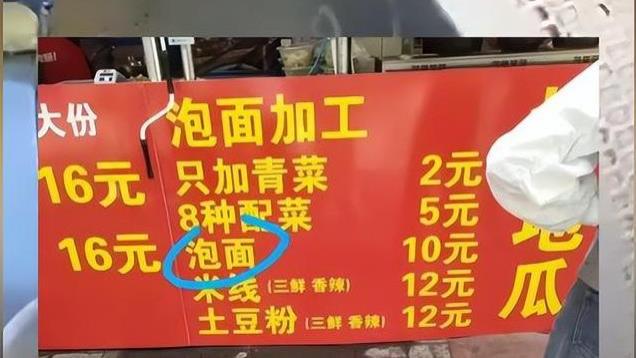 大份
16元
16元
泡面加工
只加青菜 2元
8种配菜 5元
泡面 10元
米线(三鲜 香辣) 12元
土豆粉(三鲜 香辣) 12元
地瓜